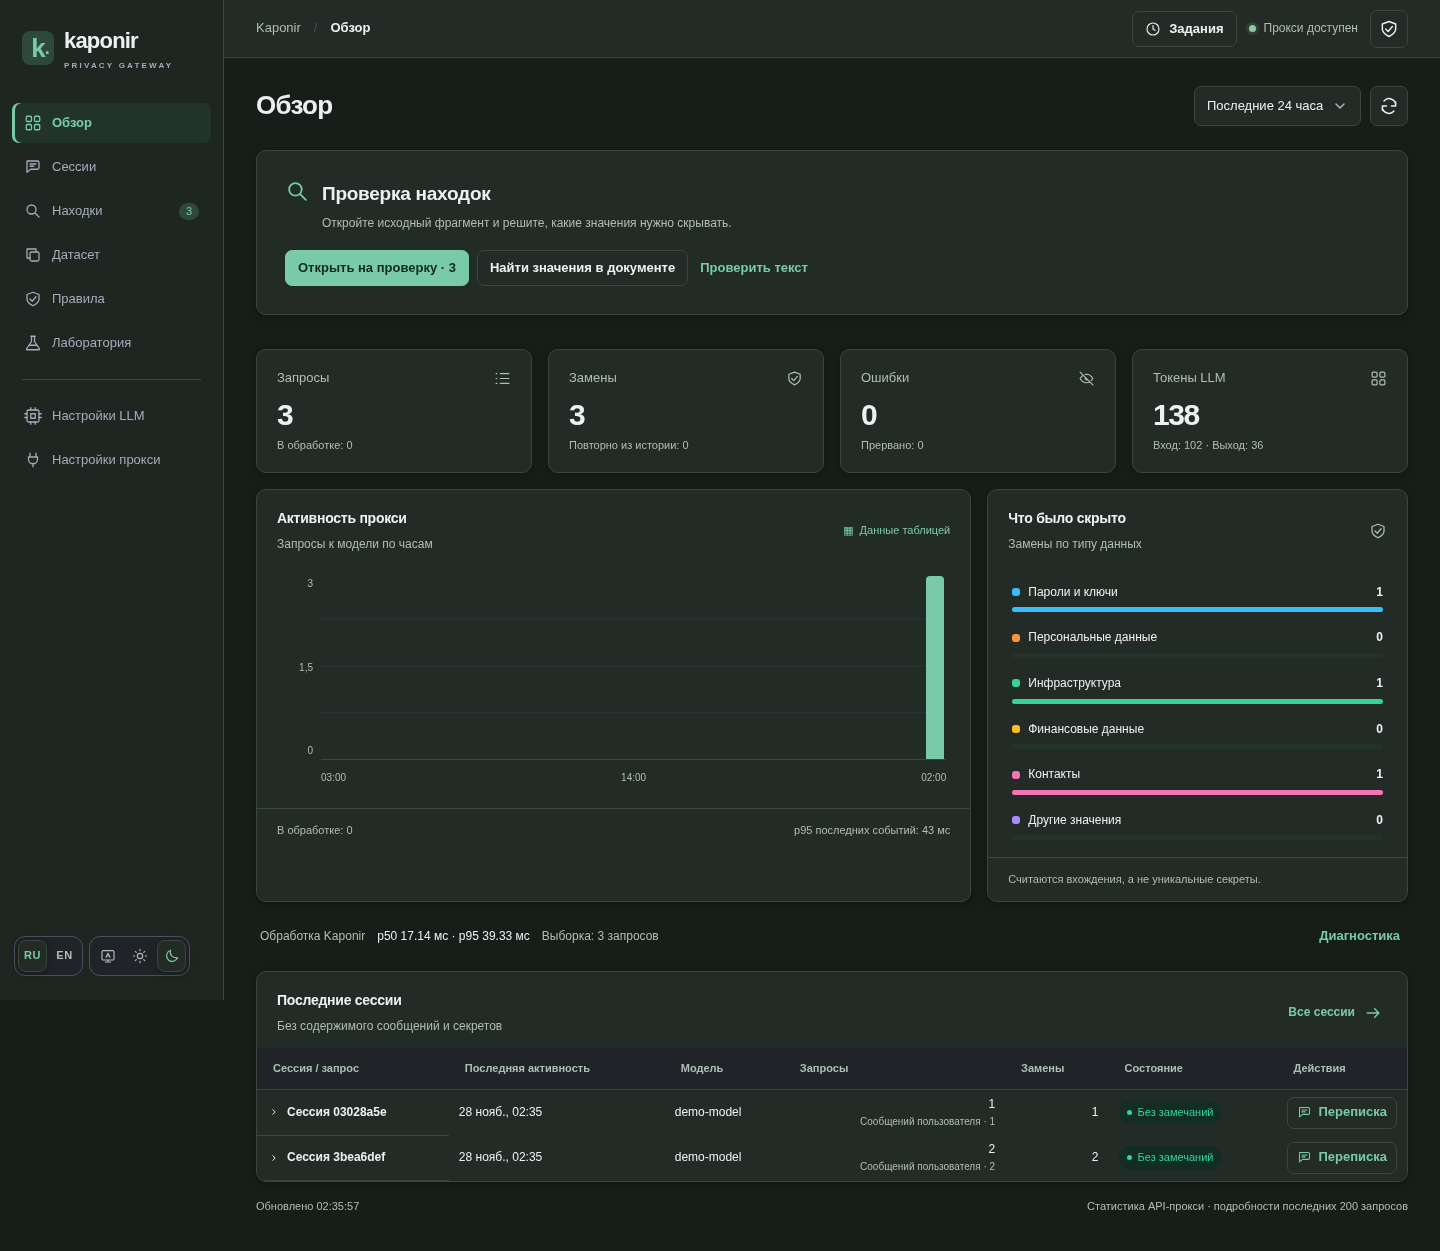 k.
kaponir
PRIVACY GATEWAY
Обзор
Сессии
Находки 3
Датасет
Правила
Лаборатория
Настройки LLM
Настройки прокси
RU EN
Kaponir / Обзор
Задания
Прокси доступен
Обзор
Последние 24 часа
Проверка находок
Откройте исходный фрагмент и решите, какие значения нужно скрывать.
Открыть на проверку · 3
Найти значения в документе
Проверить текст
Запросы
3
В обработке: 0
Замены
3
Повторно из истории: 0
Ошибки
0
Прервано: 0
Токены LLM
138
Вход: 102 · Выход: 36
Активность прокси
Запросы к модели по часам
Данные таблицей
3
1,5
0
03:00 14:00 02:00
В обработке: 0
p95 последних событий: 43 мс
Что было скрыто
Замены по типу данных
Пароли и ключи 1
Персональные данные 0
Инфраструктура 1
Финансовые данные 0
Контакты 1
Другие значения 0
Считаются вхождения, а не уникальные секреты.
Обработка Kaponir p50 17.14 мс · p95 39.33 мс Выборка: 3 запросов
Диагностика
Последние сессии
Без содержимого сообщений и секретов
Все сессии
Сессия / запрос Последняя активность Модель Запросы Замены Состояние Действия
Сессия 03028a5e 28 нояб., 02:35 demo-model 1 1 Без замечаний Переписка
Сообщений пользователя · 1
Сессия 3bea6def 28 нояб., 02:35 demo-model 2 2 Без замечаний Переписка
Сообщений пользователя · 2
Обновлено 02:35:57
Статистика API-прокси · подробности последних 200 запросов